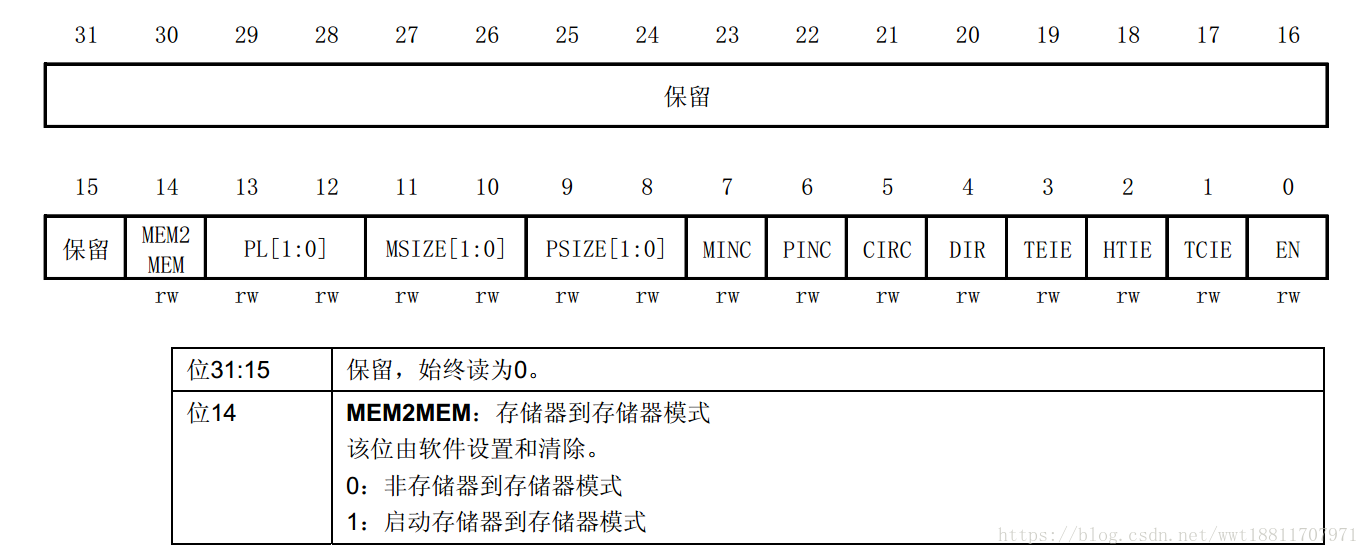 31 30 29 28 27 26 25 24 23 22 21 20 19 18 17 16
保留
15 14 13 12 11 10 9 8 7 6 5 4 3 2 1 0
保留 MEM2 MEM PL[1:0] MSIZE[1:0] PSIZE[1:0] MINC PINC CIRC DIR TEIE HTIE TCIE EN
rw rw rw rw rw rw rw rw rw rw rw rw rw rw rw
位31:15 保留，始终读为0。
位14 MEM2MEM：存储器到存储器模式
该位由软件设置和清除。
0：非存储器到存储器模式
1：启动存储器到存储器模式
https://blog.csdn.net/wwt18811707971